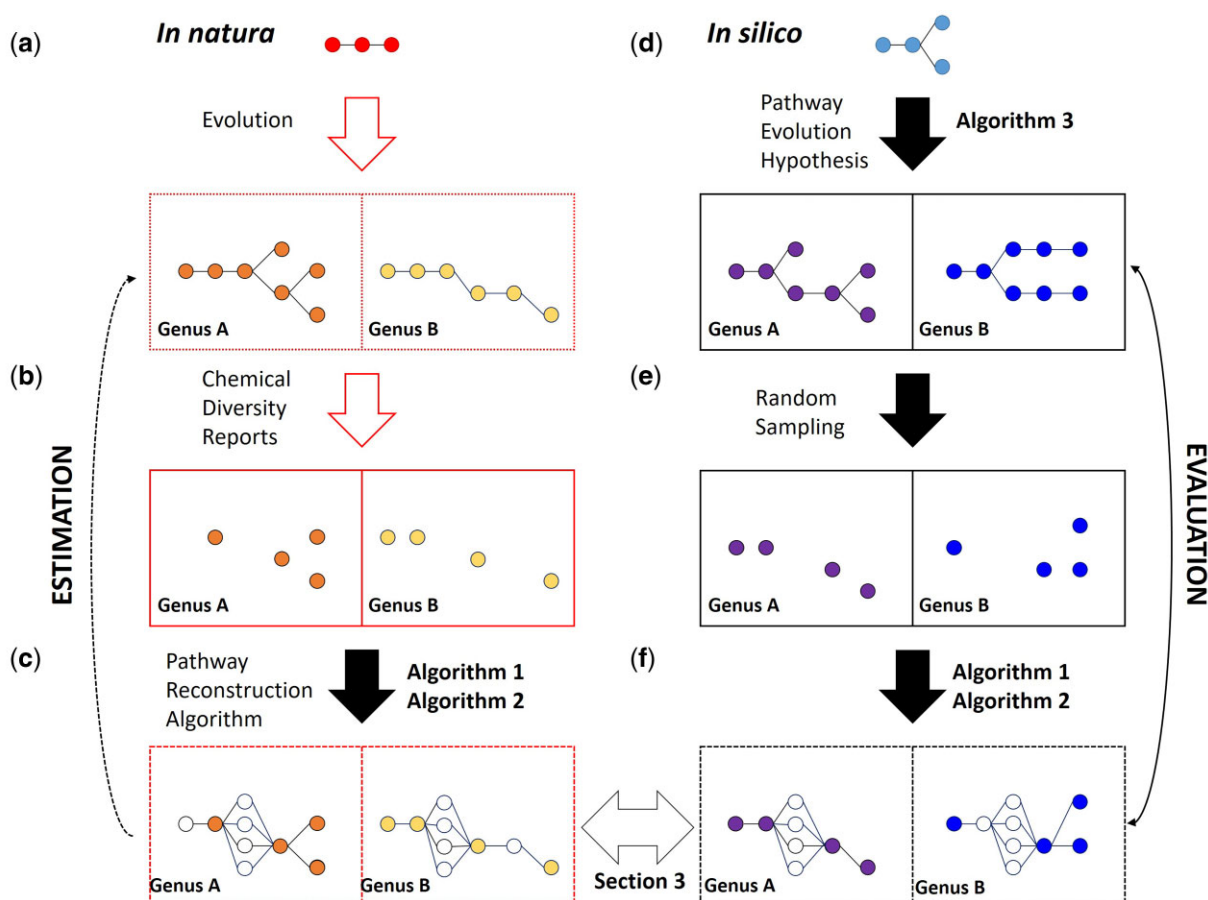 (a)
In natura
Evolution
Genus A
Genus B
(b)
Chemical
Diversity
Reports
Genus A
Genus B
(c)
Pathway
Reconstruction
Algorithm
Algorithm 1
Algorithm 2
Genus A
Genus B
ESTIMATION
Section 3
(d)
In silico
Pathway
Evolution
Hypothesis
Algorithm 3
Genus A
Genus B
(e)
Random
Sampling
Genus A
Genus B
(f)
Algorithm 1
Algorithm 2
Genus A
Genus B
EVALUATION